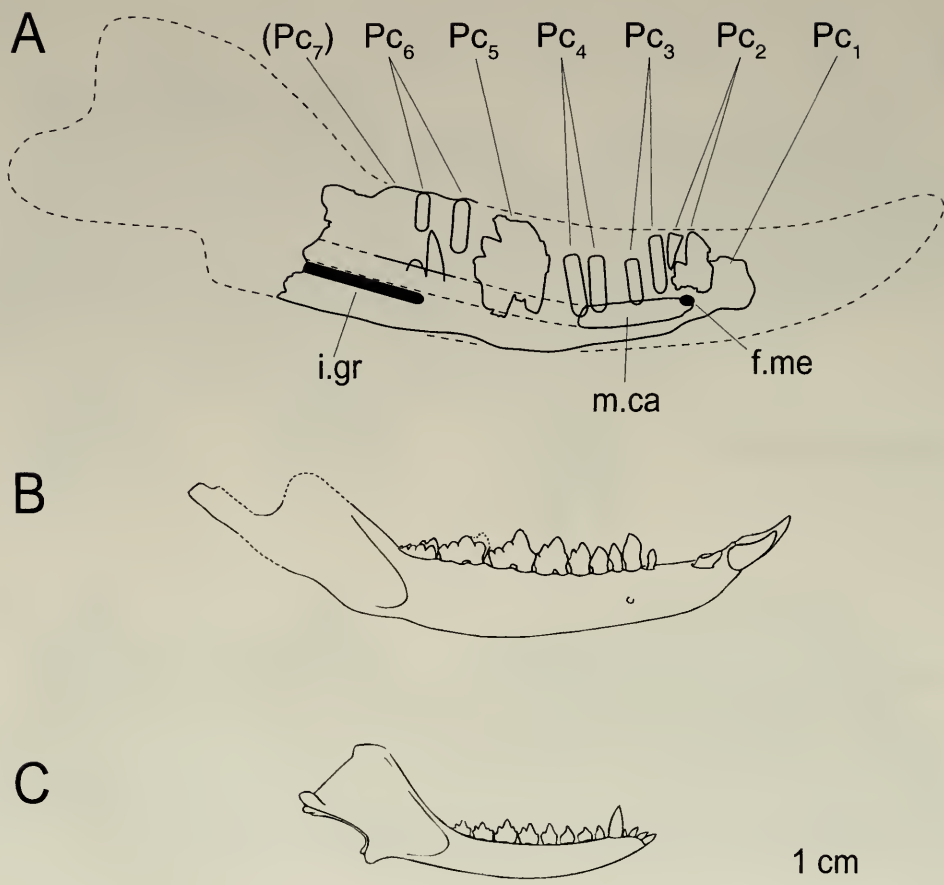 A
(Pc₇) Pc₆ Pc₅ Pc₄ Pc₃ Pc₂ Pc₁
i.gr
m.ca
f.me
B
C
1 cm